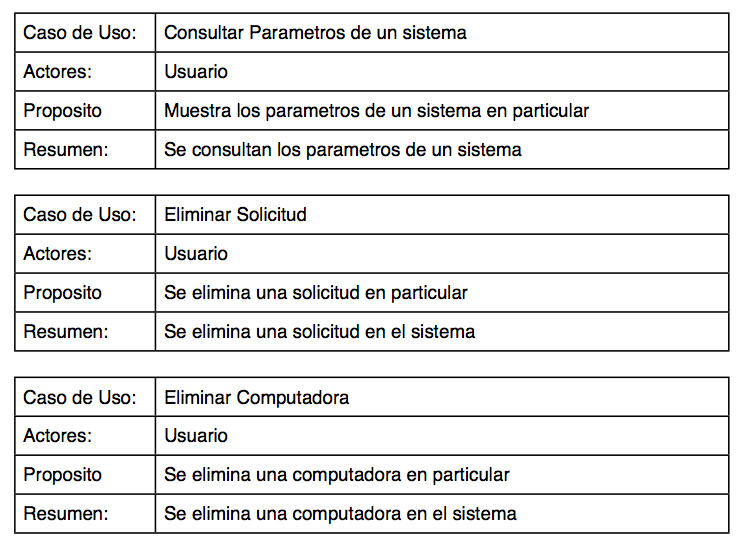 Caso de Uso: Consultar Parametros de un sistema
Actores: Usuario
Proposito Muestra los parametros de un sistema en particular
Resumen: Se consultan los parametros de un sistema
Caso de Uso: Eliminar Solicitud
Actores: Usuario
Proposito Se elimina una solicitud en particular
Resumen: Se elimina una solicitud en el sistema
Caso de Uso: Eliminar Computadora
Actores: Usuario
Proposito Se elimina una computadora en particular
Resumen: Se elimina una computadora en el sistema